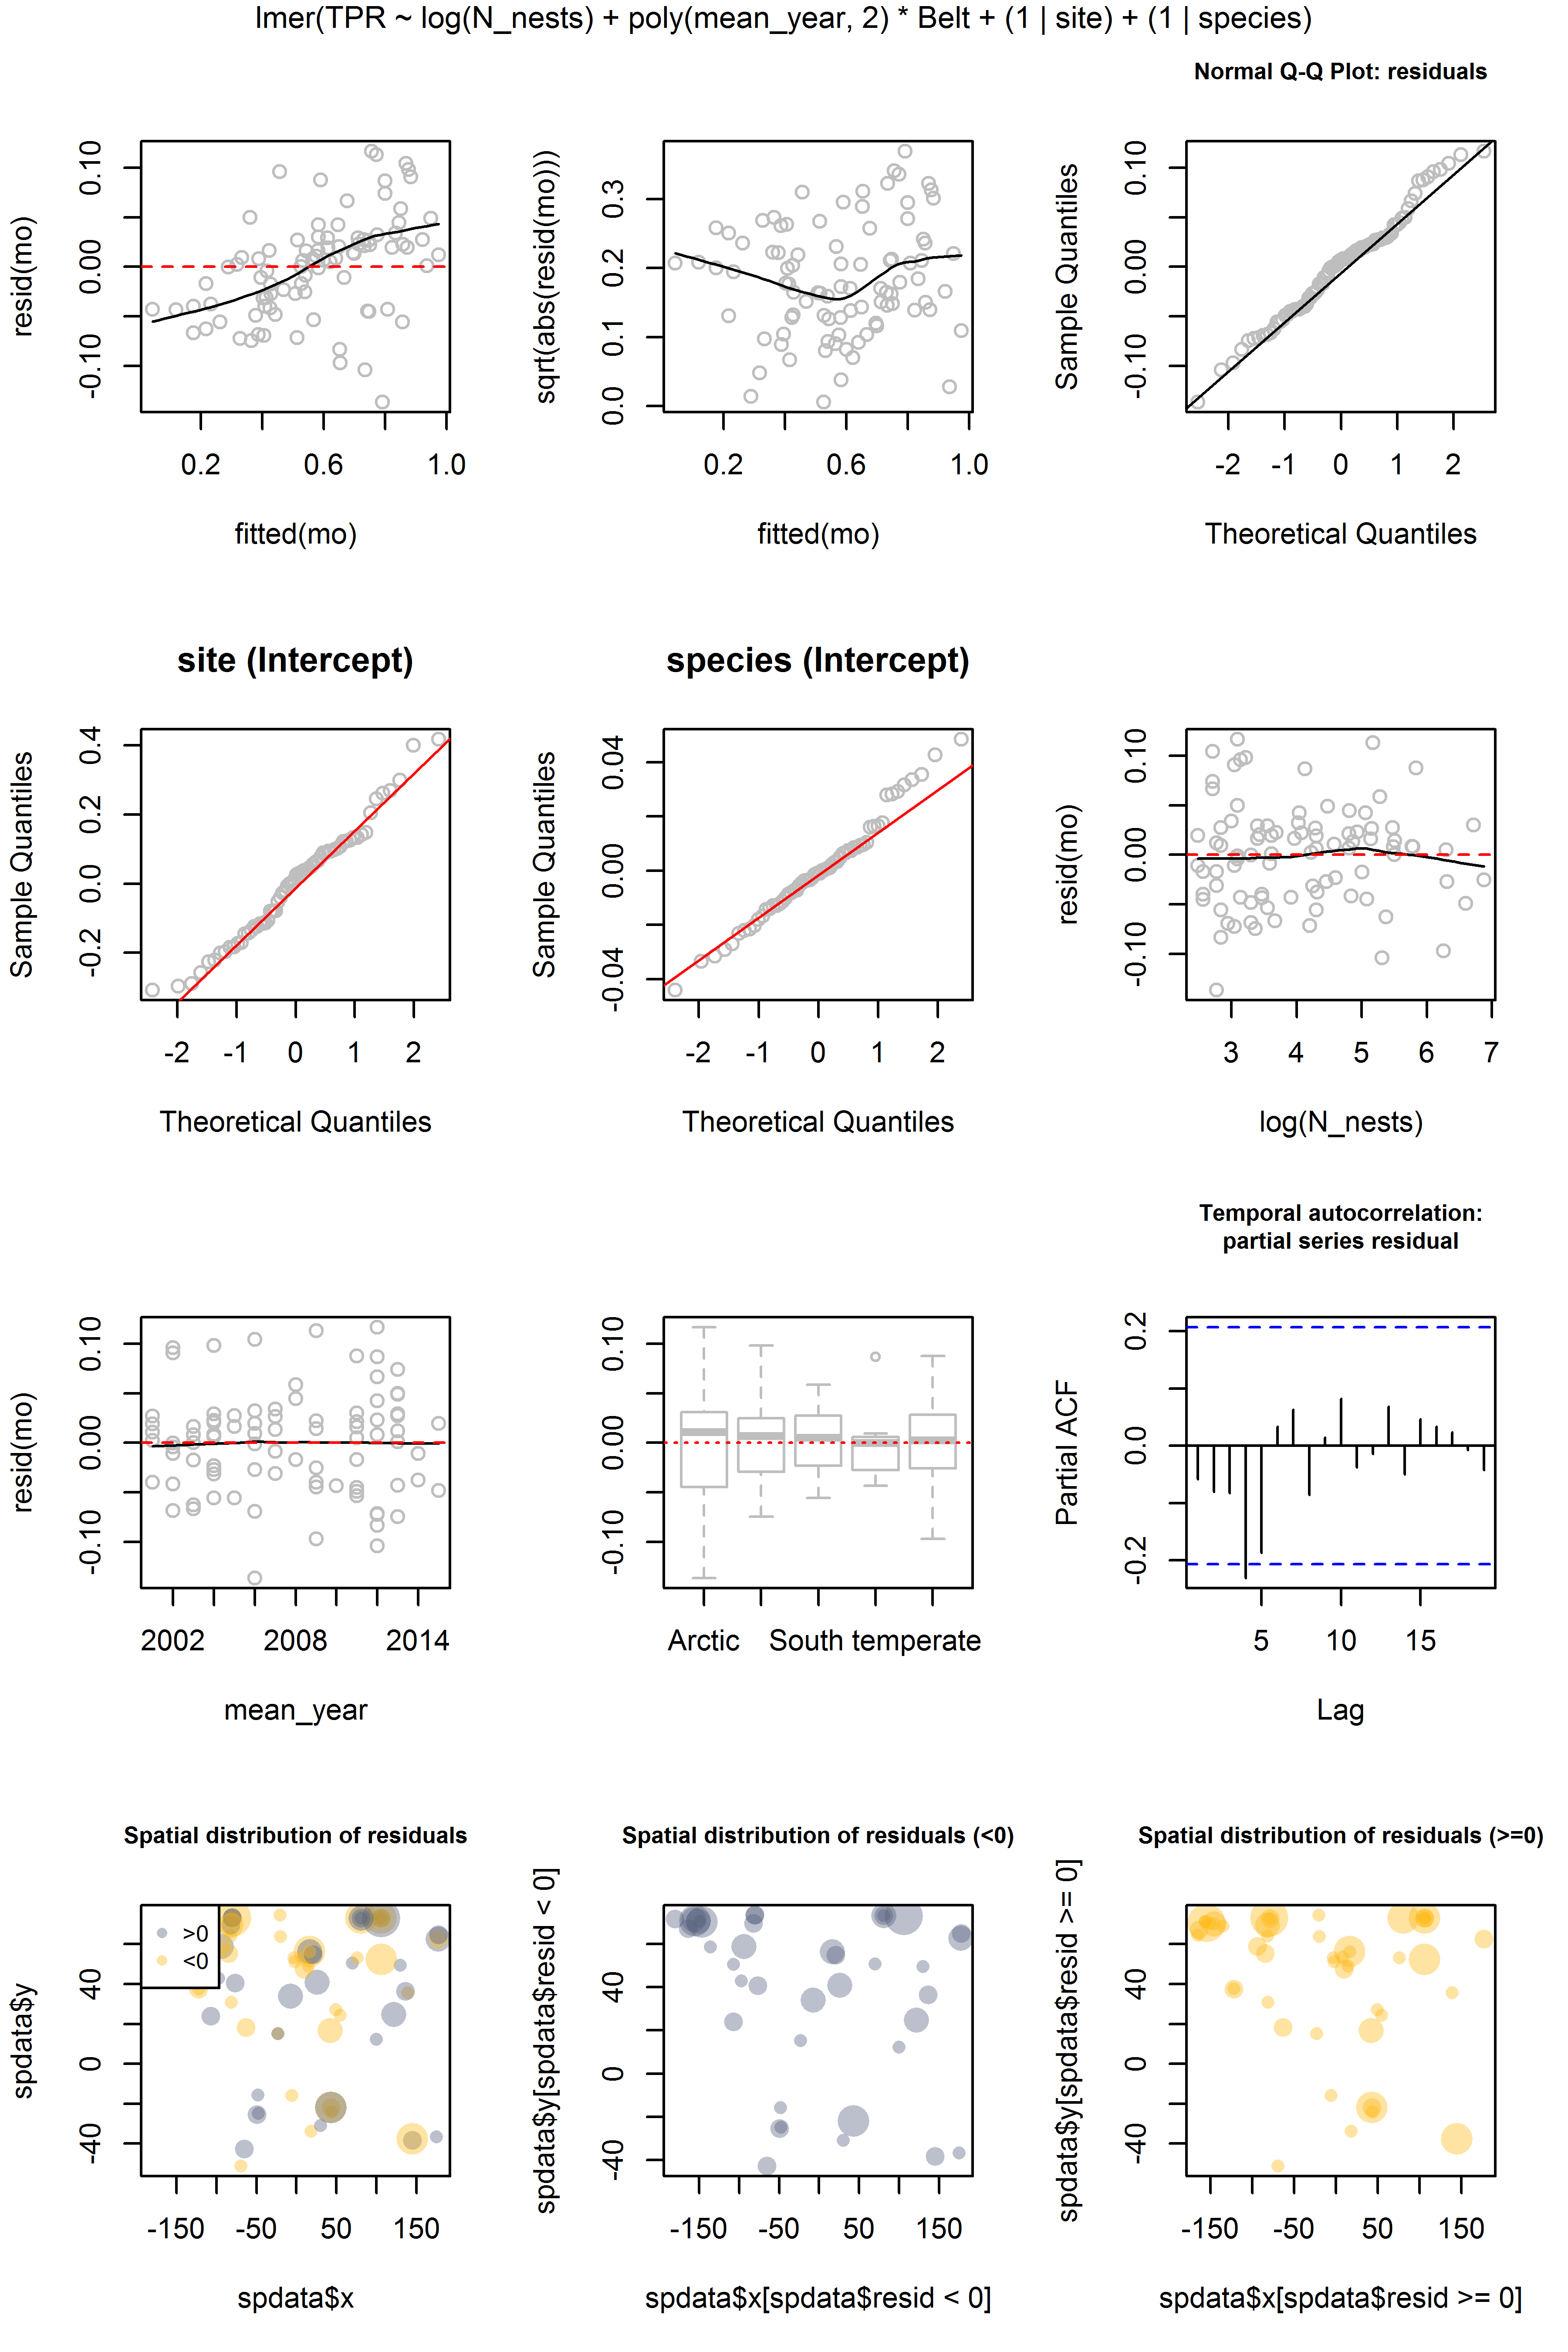 lmer(TPR ~ log(N_nests) + poly(mean_year, 2) * Belt + (1 | site) + (1 | species)
resid(mo)
-0.10 0.00 0.10
0.2 0.6 1.0
fitted(mo)
sqrt(abs(resid(mo)))
0.0 0.1 0.2 0.3
0.2 0.6 1.0
fitted(mo)
Normal Q-Q Plot: residuals
Sample Quantiles
-0.10 0.00 0.10
-2 -1 0 1 2
Theoretical Quantiles
site (Intercept)
Sample Quantiles
-0.2 0.0 0.2 0.4
-2 -1 0 1 2
Theoretical Quantiles
species (Intercept)
Sample Quantiles
-0.04 0.00 0.04
-2 -1 0 1 2
Theoretical Quantiles
resid(mo)
-0.10 0.00 0.10
3 4 5 6 7
log(N_nests)
resid(mo)
-0.10 0.00 0.10
2002 2008 2014
mean_year
-0.10 0.00 0.10
Arctic South temperate
Temporal autocorrelation:
partial series residual
Partial ACF
-0.2 0.0 0.2
5 10 15
Lag
Spatial distribution of residuals
>0
<0
spdata$y
-40 0 40
-150 -50 50 150
spdata$x
Spatial distribution of residuals (<0)
spdata$y[spdata$resid < 0]
-40 0 40
-150 -50 50 150
spdata$x[spdata$resid < 0]
Spatial distribution of residuals (>=0)
spdata$y[spdata$resid >= 0]
-40 0 40
-150 -50 50 150
spdata$x[spdata$resid >= 0]